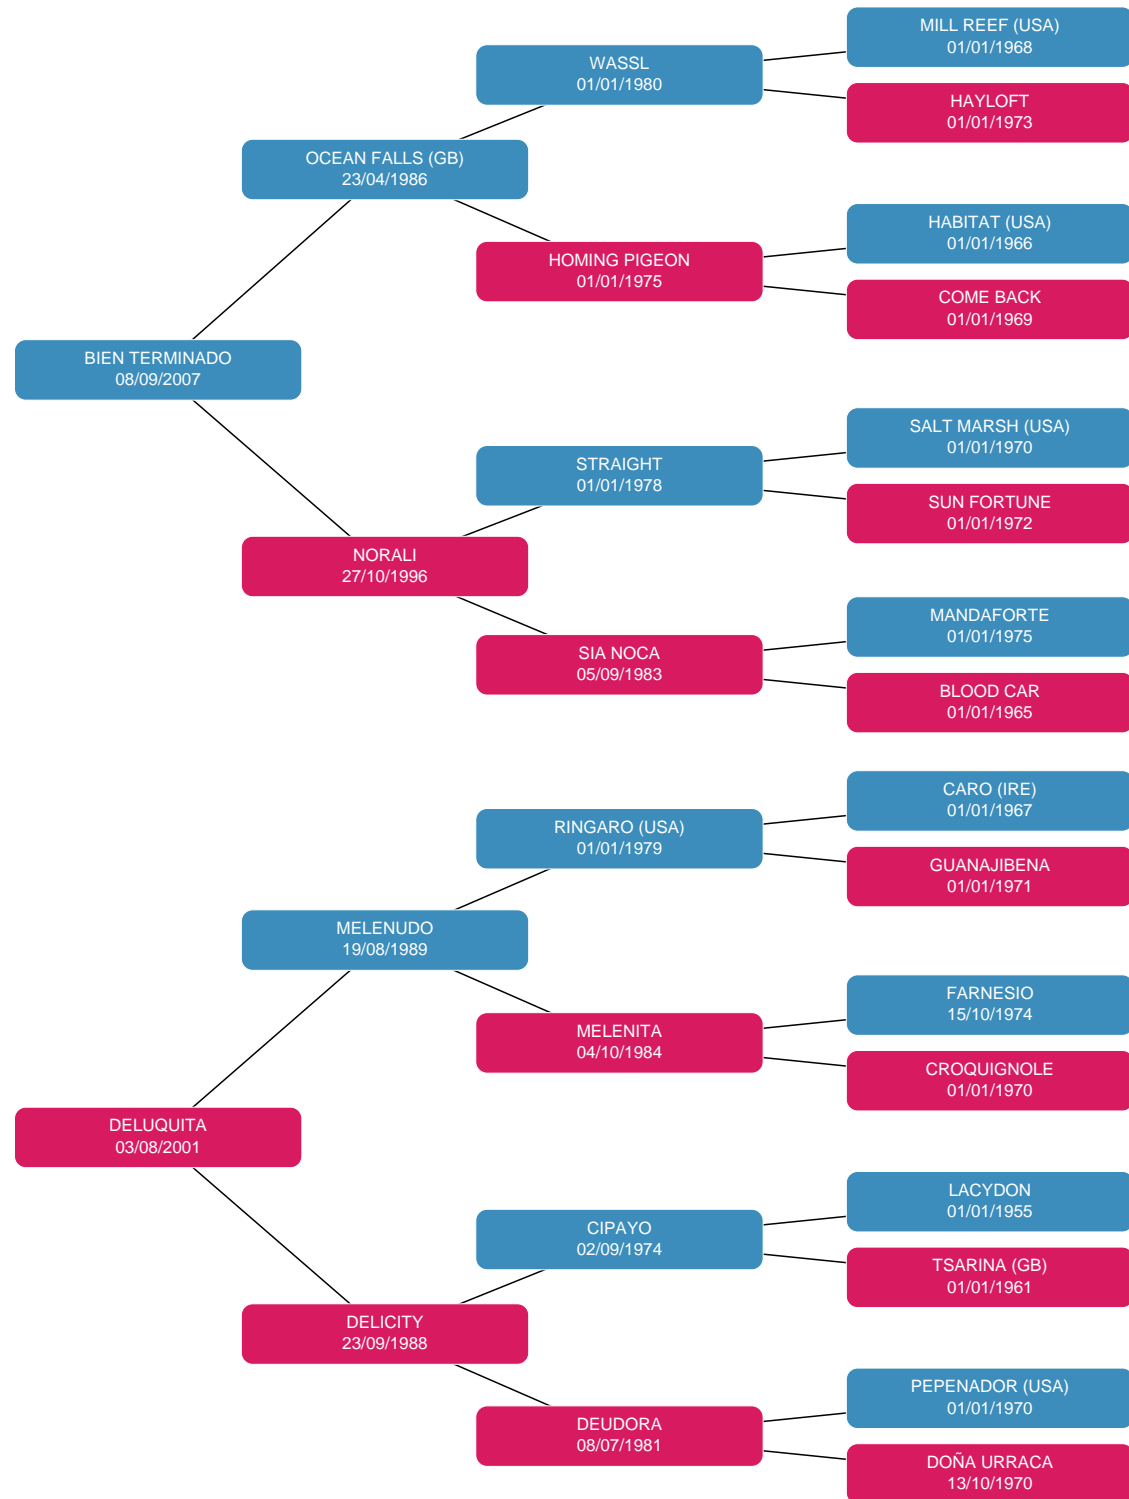 MILL REEF (USA)
01/01/1968
WASSL
01/01/1980
HAYLOFT
01/01/1973
OCEAN FALLS (GB)
23/04/1986
HABITAT (USA)
01/01/1966
HOMING PIGEON
01/01/1975
COME BACK
01/01/1969
BIEN TERMINADO
08/09/2007
SALT MARSH (USA)
01/01/1970
STRAIGHT
01/01/1978
SUN FORTUNE
01/01/1972
NORALI
27/10/1996
MANDAFORTE
01/01/1975
SIA NOCA
05/09/1983
BLOOD CAR
01/01/1965
CARO (IRE)
01/01/1967
RINGARO (USA)
01/01/1979
GUANAJIBENA
01/01/1971
MELENUDO
19/08/1989
FARNESIO
15/10/1974
MELENITA
04/10/1984
CROQUIGNOLE
01/01/1970
DELUQUITA
03/08/2001
LACYDON
01/01/1955
CIPAYO
02/09/1974
TSARINA (GB)
01/01/1961
DELICITY
23/09/1988
PEPENADOR (USA)
01/01/1970
DEUDORA
08/07/1981
DOÑA URRACA
13/10/1970